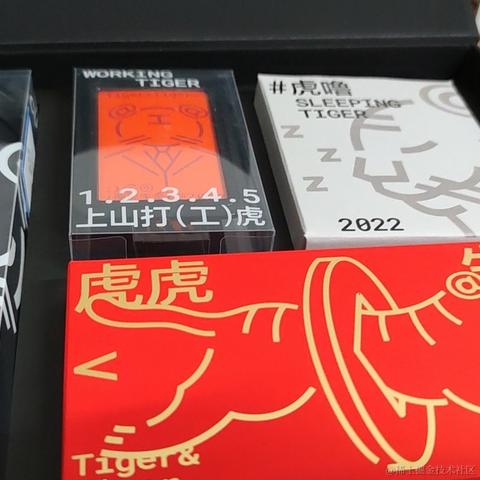 WORKING
TIGER
工
1.2.3.4.5
上山打(工)虎
#虎噜
SLEEPING
TIGER
Z
Z
Z
2022
虎虎
Tiger&
@稀土掘金技术社区